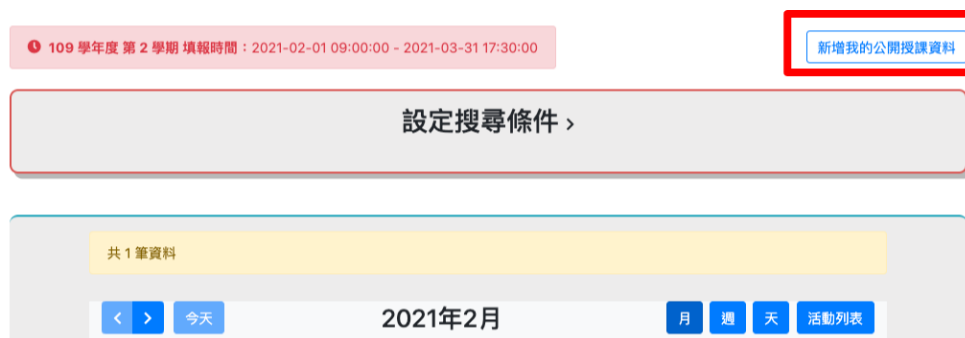 109 學年度 第 2 學期 填報時間：2021-02-01 09:00:00 - 2021-03-31 17:30:00
新增我的公開授課資料
設定搜尋條件 ›
共 1 筆資料
‹ › 今天 2021年2月 月 週 天 活動列表